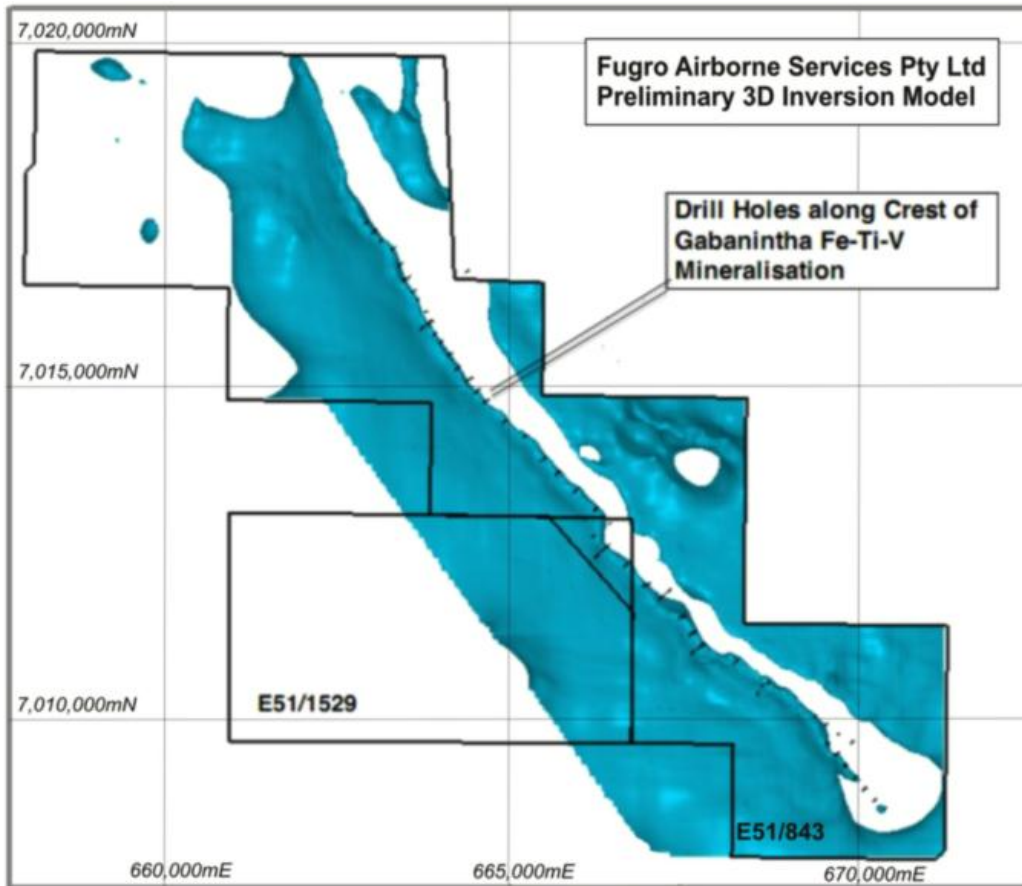 7,020,000mN
Fugro Airborne Services Pty Ltd
Preliminary 3D Inversion Model
Drill Holes along Crest of
Gabanintha Fe-Ti-V
Mineralisation
7,015,000mN
E51/1529
7,010,000mN
E51/843
660,000mE
665,000mE
670,000mE